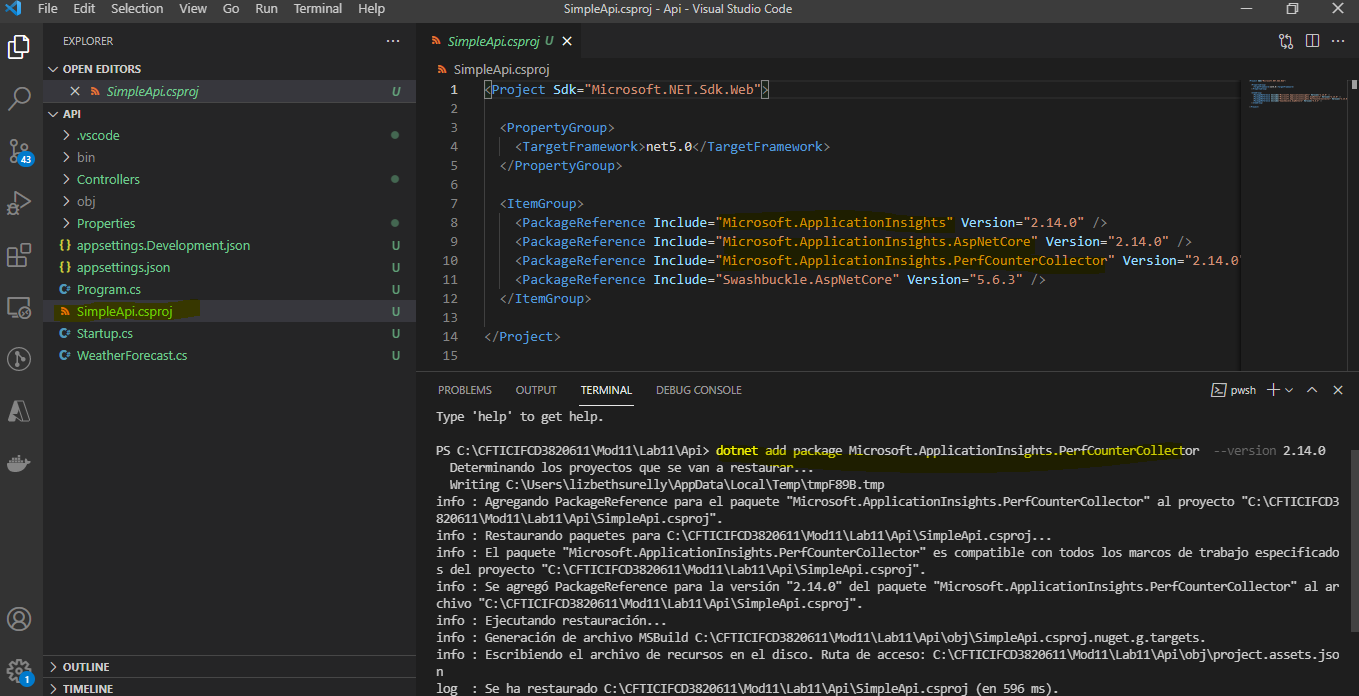 File Edit Selection View Go Run Terminal Help SimpleApi.csproj - Api - Visual Studio Code
EXPLORER
OPEN EDITORS
SimpleApi.csproj U
API
.vscode
bin
Controllers
obj
Properties
{} appsettings.Development.json U
{} appsettings.json U
C# Program.cs U
SimpleApi.csproj U
C# Startup.cs U
C# WeatherForecast.cs U
OUTLINE
TIMELINE
43
1
SimpleApi.csproj U
SimpleApi.csproj
1 <Project Sdk="Microsoft.NET.Sdk.Web">
2
3 <PropertyGroup>
4 <TargetFramework>net5.0</TargetFramework>
5 </PropertyGroup>
6
7 <ItemGroup>
8 <PackageReference Include="Microsoft.ApplicationInsights" Version="2.14.0" />
9 <PackageReference Include="Microsoft.ApplicationInsights.AspNetCore" Version="2.14.0" />
10 <PackageReference Include="Microsoft.ApplicationInsights.PerfCounterCollector" Version="2.14.0"
11 <PackageReference Include="Swashbuckle.AspNetCore" Version="5.6.3" />
12 </ItemGroup>
13
14 </Project>
15
PROBLEMS OUTPUT TERMINAL DEBUG CONSOLE pwsh
Type 'help' to get help.
PS C:\CFTICIFCD3820611\Mod11\Lab11\Api> dotnet add package Microsoft.ApplicationInsights.PerfCounterCollector --version 2.14.0
Determinando los proyectos que se van a restaurar...
Writing C:\Users\lizbethsurelly\AppData\Local\Temp\tmpF89B.tmp
info : Agregando PackageReference para el paquete "Microsoft.ApplicationInsights.PerfCounterCollector" al proyecto "C:\CFTICIFCD3
820611\Mod11\Lab11\Api\SimpleApi.csproj".
info : Restaurando paquetes para C:\CFTICIFCD3820611\Mod11\Lab11\Api\SimpleApi.csproj...
info : El paquete "Microsoft.ApplicationInsights.PerfCounterCollector" es compatible con todos los marcos de trabajo especificado
s del proyecto "C:\CFTICIFCD3820611\Mod11\Lab11\Api\SimpleApi.csproj".
info : Se agregó PackageReference para la versión "2.14.0" del paquete "Microsoft.ApplicationInsights.PerfCounterCollector" al ar
chivo "C:\CFTICIFCD3820611\Mod11\Lab11\Api\SimpleApi.csproj".
info : Ejecutando restauración...
info : Generación de archivo MSBuild C:\CFTICIFCD3820611\Mod11\Lab11\Api\obj\SimpleApi.csproj.nuget.g.targets.
info : Escribiendo el archivo de recursos en el disco. Ruta de acceso: C:\CFTICIFCD3820611\Mod11\Lab11\Api\obj\project.assets.jso
n
log : Se ha restaurado C:\CFTICIFCD3820611\Mod11\Lab11\Api\SimpleApi.csproj (en 596 ms).